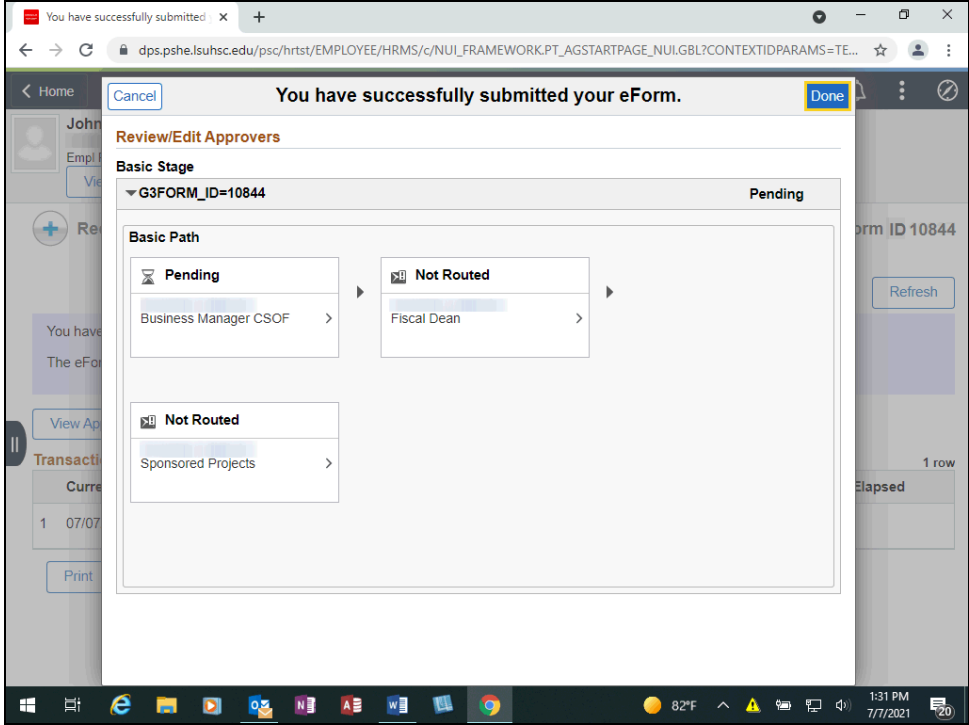 You have successfully submitted
dps.pshe.lsuhsc.edu/psc/hrtst/EMPLOYEE/HRMS/c/NUI_FRAMEWORK.PT_AGSTARTPAGE_NUI.GBL?CONTEXTIDPARAMS=TE...
Home
Cancel
You have successfully submitted your eForm.
Done
John
Review/Edit Approvers
Empl
Basic Stage
G3FORM_ID=10844
Pending
ID 10844
Basic Path
Pending
Not Routed
Business Manager CSOF
Fiscal Dean
Refresh
You have
The eFor
View Ap
Not Routed
Sponsored Projects
Transacti
1 row
Curre
Elapsed
1 07/07
Print
82°F
1:31 PM
7/7/2021
20